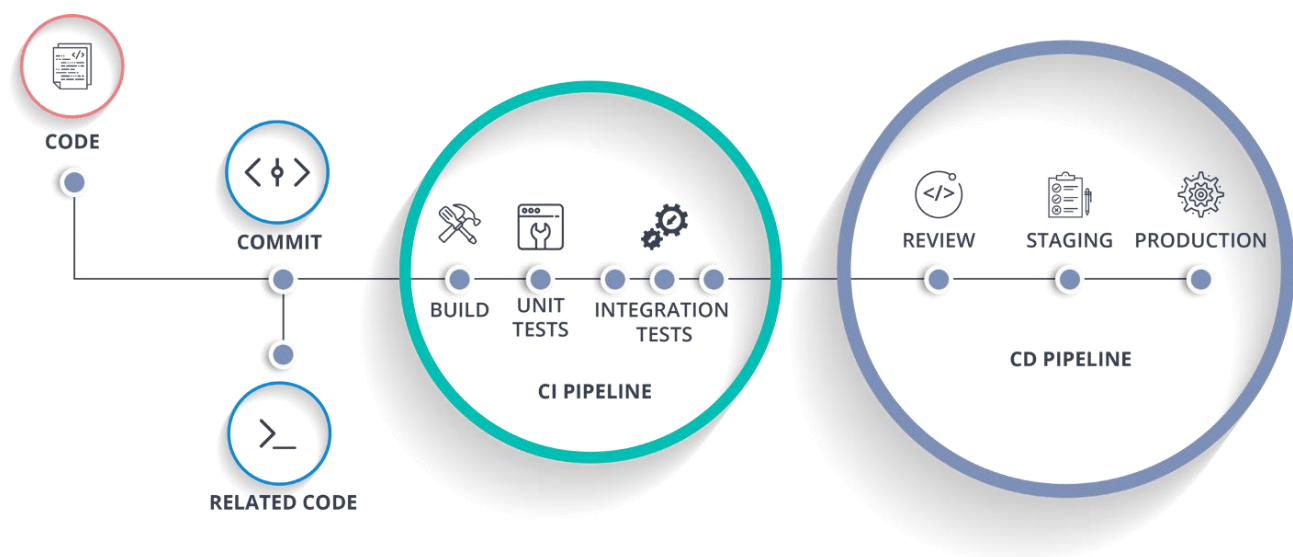 CODE
COMMIT
RELATED CODE
BUILD
UNIT
TESTS
INTEGRATION
TESTS
CI PIPELINE
REVIEW
STAGING
PRODUCTION
CD PIPELINE